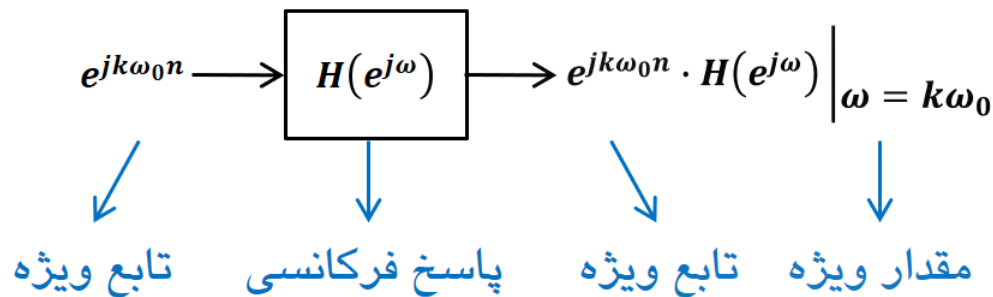 e^{jkω₀n} → H(e^{jω}) → e^{jkω₀n} · H(e^{jω}) |_{ω = kω₀}
تابع ویژه پاسخ فرکانسی تابع ویژه مقدار ویژه